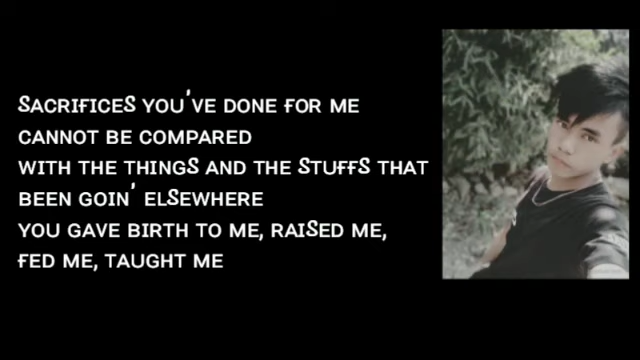 SACRIFICES YOU'VE DONE FOR ME
CANNOT BE COMPARED
WITH THE THINGS AND THE STUFFS THAT
BEEN GOIN' ELSEWHERE
YOU GAVE BIRTH TO ME, RAISED ME,
FED ME, TAUGHT ME